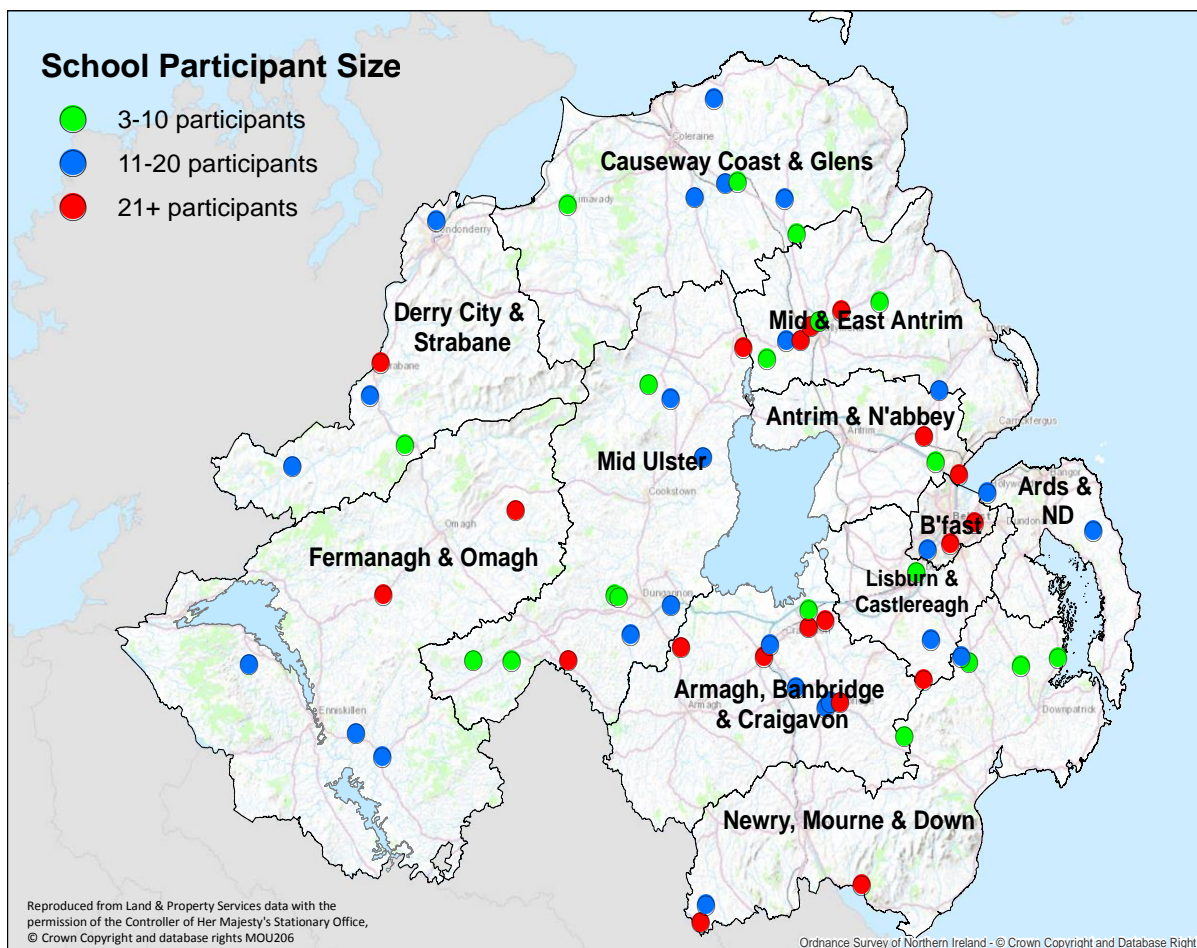 School Participant Size
3-10 participants
11-20 participants
21+ participants
Coleraine
Causeway Coast & Glens
Derry City &
Strabane
Mid & East Antrim
Antrim & N'abbey
Antrim
Carrickfergus
Mid Ulster
Cookstown
Bangor
Ards &
ND
B'fast
Omagh
Fermanagh & Omagh
Lisburn &
Castlereagh
Dungannon
Armagh, Banbridge
& Craigavon
Armagh
Enniskillen
Downpatrick
Newry, Mourne & Down
Reproduced from Land & Property Services data with the
permission of the Controller of Her Majesty's Stationary Office,
© Crown Copyright and database rights MOU206
Ordnance Survey of Northern Ireland - © Crown Copyright and Database Right